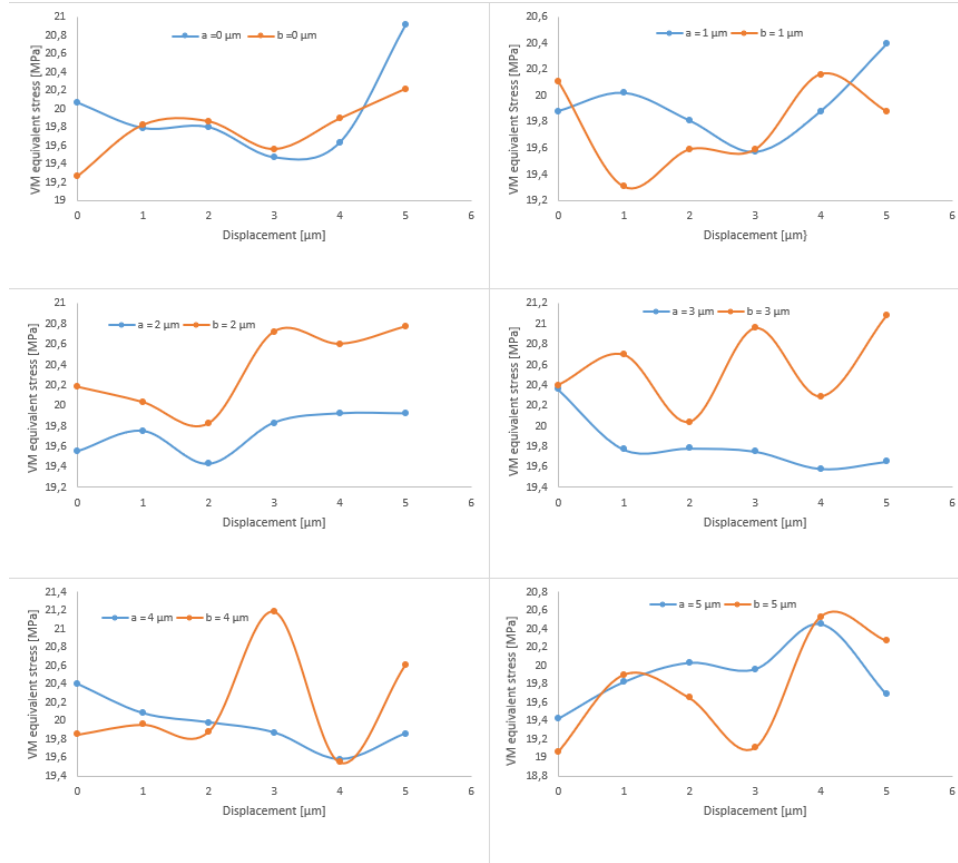 VM equivalent stress [MPa]
21
20,8
20,6
20,4
20,2
20
19,8
19,6
19,4
19,2
19
a =0 µm b =0 µm
0 1 2 3 4 5 6
Displacement [µm]
VM equivalent Stress [MPa]
20,6
20,4
20,2
20
19,8
19,6
19,4
19,2
a = 1 µm b = 1 µm
0 1 2 3 4 5 6
Displacement [µm}
VM equivalent stress [MPa]
21
20,8
20,6
20,4
20,2
20
19,8
19,6
19,4
19,2
a = 2 µm b = 2 µm
0 1 2 3 4 5 6
Displacement [µm]
VM equivalent stress [MPa]
21,2
21
20,8
20,6
20,4
20,2
20
19,8
19,6
19,4
a = 3 µm b = 3 µm
0 1 2 3 4 5 6
Displacement [µm]
VM equivalent stress [MPa]
21,4
21,2
21
20,8
20,6
20,4
20,2
20
19,8
19,6
19,4
a = 4 µm b = 4 µm
0 1 2 3 4 5 6
Displacement [µm]
VM equivalent stress [MPa]
20,8
20,6
20,4
20,2
20
19,8
19,6
19,4
19,2
19
18,8
a = 5 µm b = 5 µm
0 1 2 3 4 5 6
Displacement [µm]